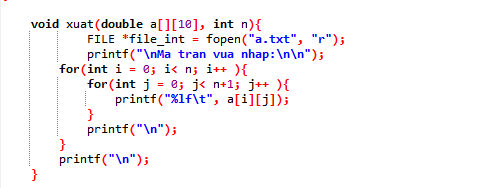 void xuat(double a[][10], int n){
FILE *file_int = fopen("a.txt", "r");
printf("\nMa tran vua nhap:\n\n");
for(int i = 0; i< n; i++ ){
for(int j = 0; j< n+1; j++ ){
printf("%lf\t", a[i][j]);
}
printf("\n");
}
printf("\n");
}